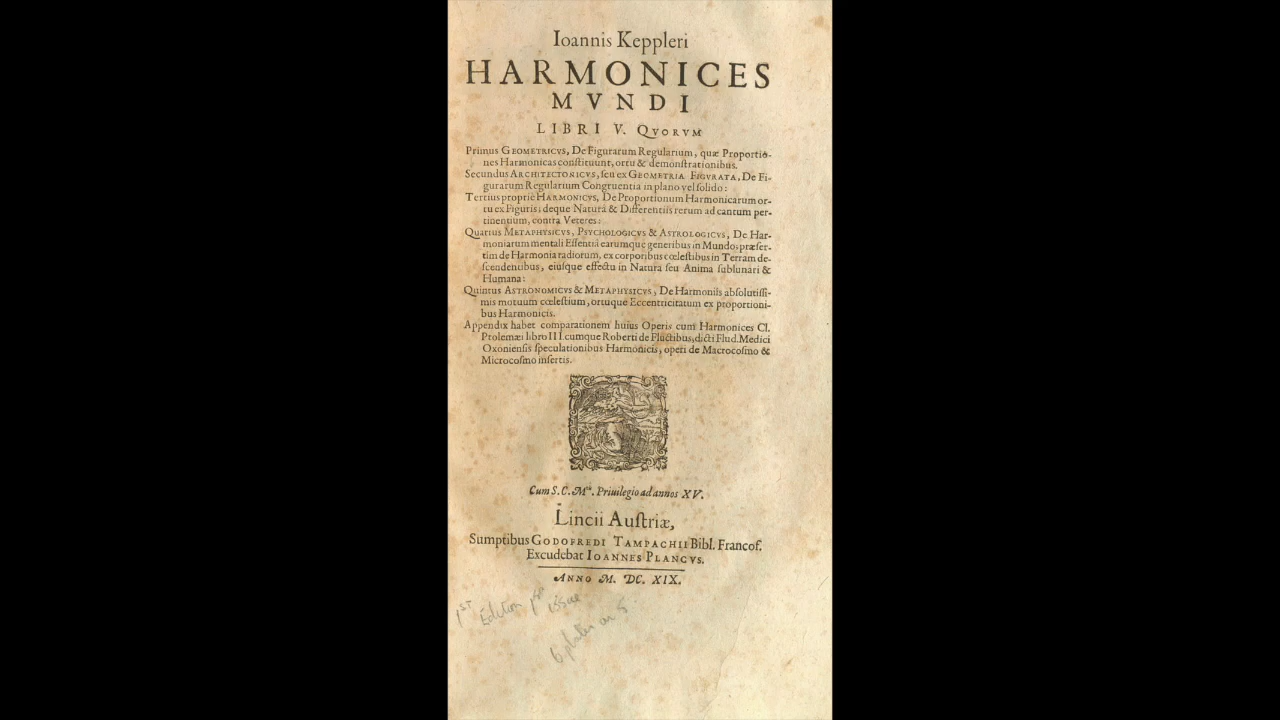 Ioannis Keppleri
HARMONICES
MVNDI
LIBRI V. QVORVM
Primus GEOMETRICVS, De Figurarum Regularium, quæ Proportio-
nes Harmonicas conſtituunt, ortu & demonſtrationibus.
Secundus ARCHITECTONICVS, ſeu ex GEOMETRIA FIGVRATA, De Fi-
gurarum Regularium Congruentia in plano vel ſolido:
Tertius propriè HARMONICVS, De Proportionum Harmonicarum or-
tu ex Figuris; deque Naturâ & Differentiis rerum ad cantum per-
tinentium, contra Veteres:
Quartus METAPHYSICVS, PSYCHOLOGICVS & ASTROLOGICVS, De Har-
moniarum mentali Eſſentiâ earumque generibus in Mundo; præſer-
tim de Harmonia radiorum, ex corporibus cœleſtibus in Terram de-
ſcendentibus, eiuſque effectu in Natura ſeu Anima ſublunari &
Humana:
Quintus ASTRONOMICVS & METAPHYSICVS, De Harmoniis abſolutiſſi-
mis motuum cœleſtium, ortuque Eccentricitatum ex proportioni-
bus Harmonicis.
Appendix habet comparationem huius Operis cum Harmonices Cl.
Ptolemæi libro III. cumque Roberti de Fluctibus, dicti Flud. Medici
Oxonienſis ſpeculationibus Harmonicis, operi de Macrocoſmo &
Microcoſmo inſertis.
Cum S. C. Mtis. Priuilegio ad annos XV.
Lincii Auſtriæ,
Sumptibus GODOFREDI TAMPACHII Bibl. Francof.
Excudebat IOANNES PLANCVS.
ANNO M. DC. XIX.
1ST Edition 1st issue
6 plates on 5